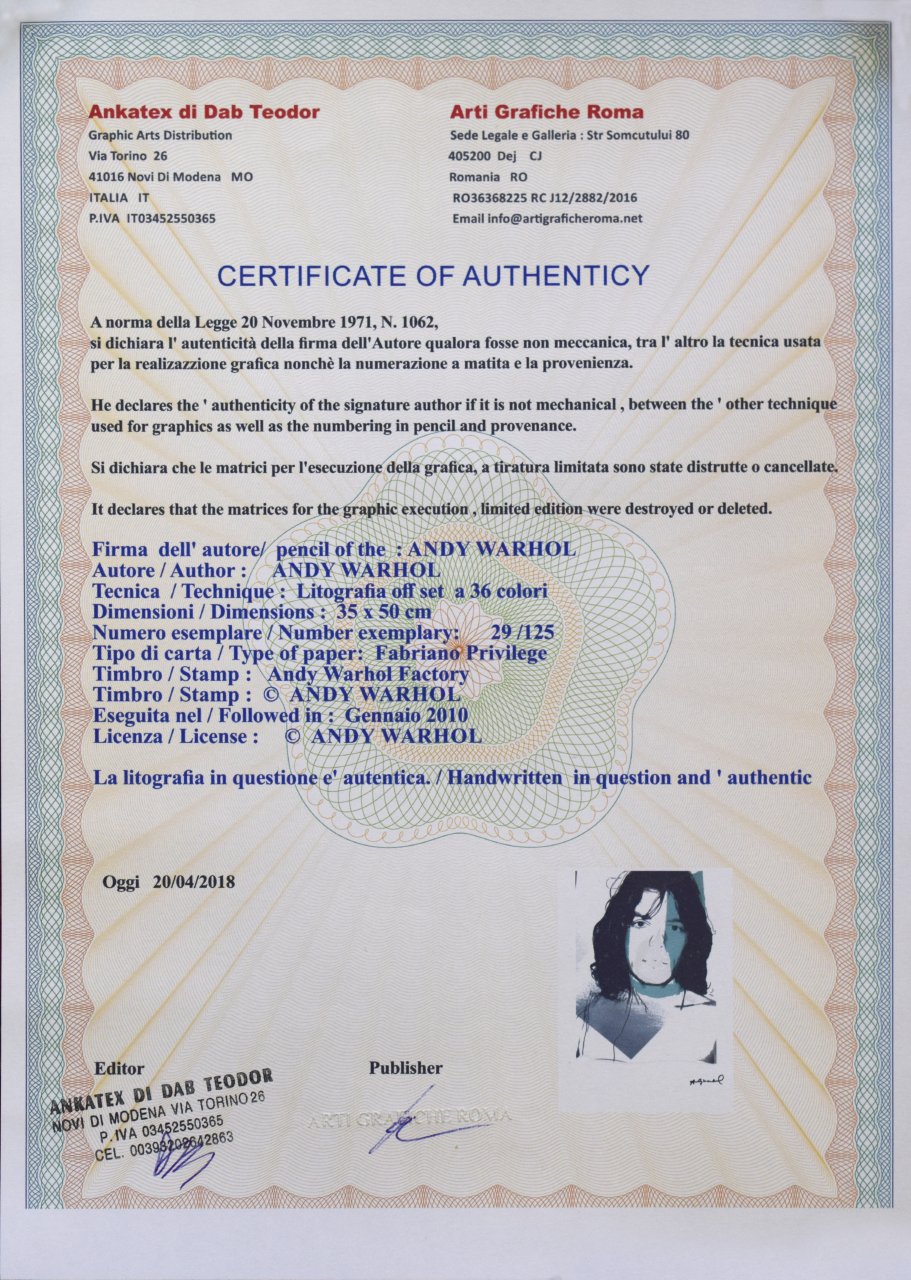 Ankatex di Dab Teodor
Graphic Arts Distribution
Via Torino 26
41016 Novi Di Modena MO
ITALIA IT
P.IVA IT03452550365
Arti Grafiche Roma
Sede Legale e Galleria : Str Somcutului 80
405200 Dej CJ
Romania RO
RO36368225 RC J12/2882/2016
Email info@artigraficheroma.net
CERTIFICATE OF AUTHENTICY
A norma della Legge 20 Novembre 1971, N. 1062,
si dichiara l' autenticità della firma dell'Autore qualora fosse non meccanica, tra l' altro la tecnica usata
per la realizazzione grafica nonchè la numerazione a matita e la provenienza.
He declares the ' authenticity of the signature author if it is not mechanical , between the ' other technique
used for graphics as well as the numbering in pencil and provenance.
Si dichiara che le matrici per l'esecuzione della grafica, a tiratura limitata sono state distrutte o cancellate.
It declares that the matrices for the graphic execution , limited edition were destroyed or deleted.
Firma dell' autore/ pencil of the : ANDY WARHOL
Autore / Author : ANDY WARHOL
Tecnica / Technique : Litografia off set a 36 colori
Dimensioni / Dimensions : 35 x 50 cm
Numero esemplare / Number exemplary: 29 /125
Tipo di carta / Type of paper: Fabriano Privilege
Timbro / Stamp : Andy Warhol Factory
Timbro / Stamp : © ANDY WARHOL
Eseguita nel / Followed in : Gennaio 2010
Licenza / License : © ANDY WARHOL
La litografia in questione e' autentica. / Handwritten in question and ' authentic
Oggi 20/04/2018
Editor
Publisher
ANKATEX DI DAB TEODOR
NOVI DI MODENA VIA TORINO 26
P. IVA 03452550365
CEL. 00393202642863
ARTI GRAFICHE ROMA